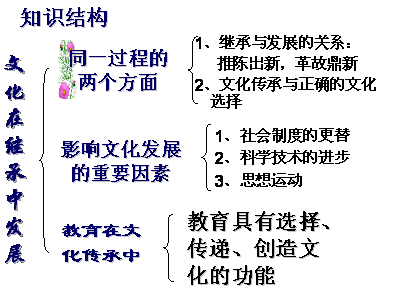 知识结构
文化在继承中发展
同一过程的
两个方面
1、继承与发展的关系：
推陈出新，革故鼎新
2、文化传承与正确的文化
选择
影响文化发展
的重要因素
1、社会制度的更替
2、科学技术的进步
3、思想运动
教育在文
化传承中
教育具有选择、
传递、创造文
化的功能